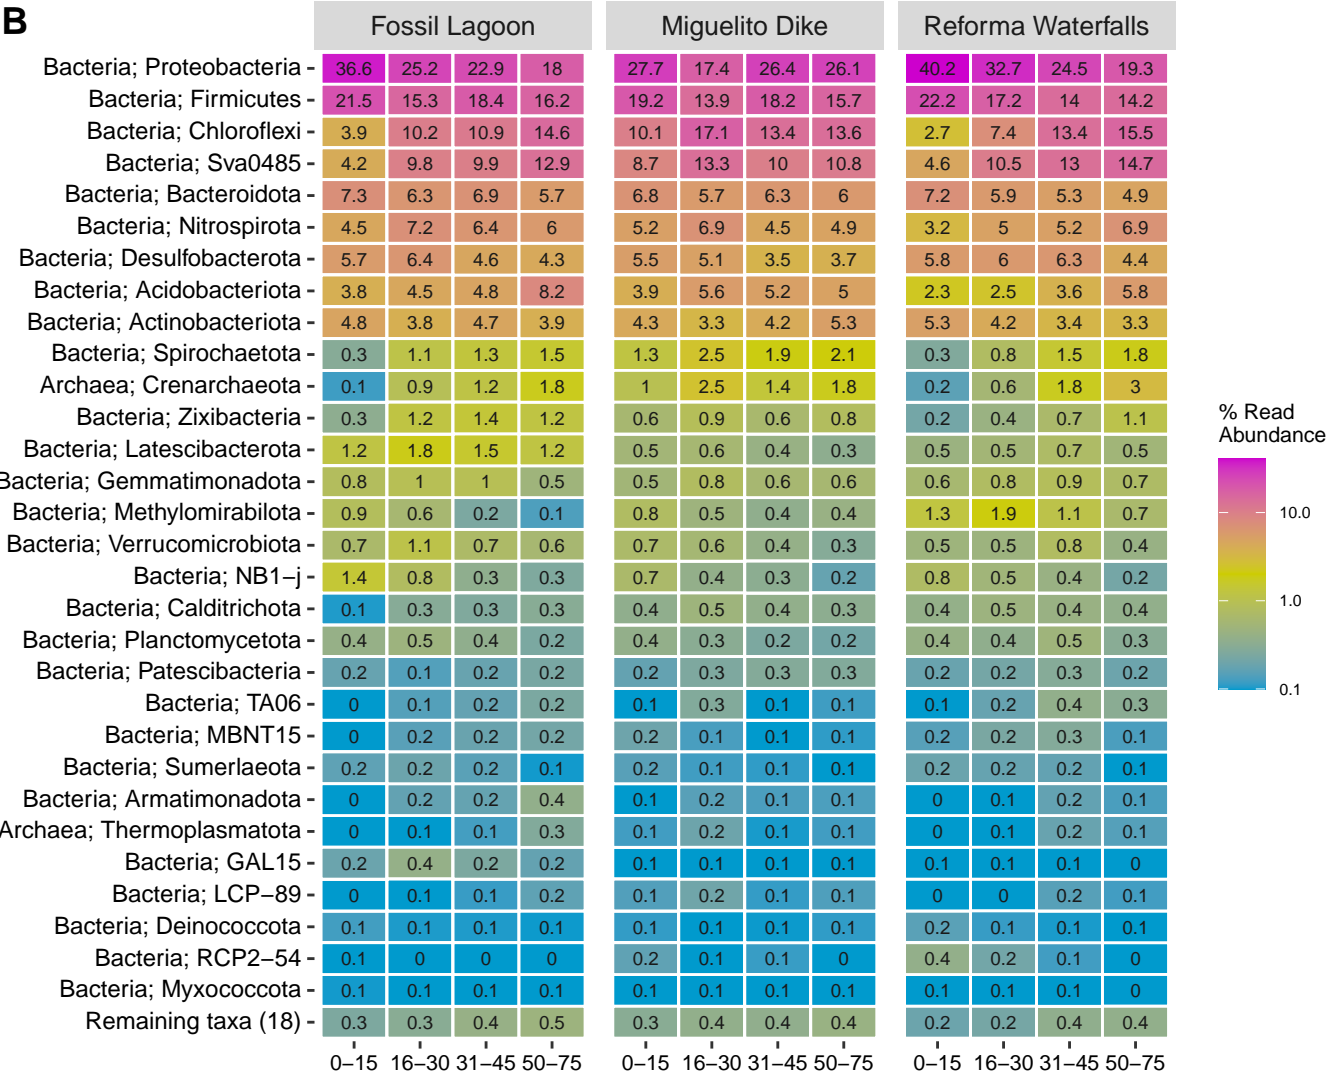 B
Fossil Lagoon Miguelito Dike Reforma Waterfalls
Bacteria; Proteobacteria 36.6 25.2 22.9 18 27.7 17.4 26.4 26.1 40.2 32.7 24.5 19.3
Bacteria; Firmicutes 21.5 15.3 18.4 16.2 19.2 13.9 18.2 15.7 22.2 17.2 14 14.2
Bacteria; Chloroflexi 3.9 10.2 10.9 14.6 10.1 17.1 13.4 13.6 2.7 7.4 13.4 15.5
Bacteria; Sva0485 4.2 9.8 9.9 12.9 8.7 13.3 10 10.8 4.6 10.5 13 14.7
Bacteria; Bacteroidota 7.3 6.3 6.9 5.7 6.8 5.7 6.3 6 7.2 5.9 5.3 4.9
Bacteria; Nitrospirota 4.5 7.2 6.4 6 5.2 6.9 4.5 4.9 3.2 5 5.2 6.9
Bacteria; Desulfobacterota 5.7 6.4 4.6 4.3 5.5 5.1 3.5 3.7 5.8 6 6.3 4.4
Bacteria; Acidobacteriota 3.8 4.5 4.8 8.2 3.9 5.6 5.2 5 2.3 2.5 3.6 5.8
Bacteria; Actinobacteriota 4.8 3.8 4.7 3.9 4.3 3.3 4.2 5.3 5.3 4.2 3.4 3.3
Bacteria; Spirochaetota 0.3 1.1 1.3 1.5 1.3 2.5 1.9 2.1 0.3 0.8 1.5 1.8
Archaea; Crenarchaeota 0.1 0.9 1.2 1.8 1 2.5 1.4 1.8 0.2 0.6 1.8 3
Bacteria; Zixibacteria 0.3 1.2 1.4 1.2 0.6 0.9 0.6 0.8 0.2 0.4 0.7 1.1
Bacteria; Latescibacterota 1.2 1.8 1.5 1.2 0.5 0.6 0.4 0.3 0.5 0.5 0.7 0.5
Bacteria; Gemmatimonadota 0.8 1 1 0.5 0.5 0.8 0.6 0.6 0.6 0.8 0.9 0.7
Bacteria; Methylomirabilota 0.9 0.6 0.2 0.1 0.8 0.5 0.4 0.4 1.3 1.9 1.1 0.7
Bacteria; Verrucomicrobiota 0.7 1.1 0.7 0.6 0.7 0.6 0.4 0.3 0.5 0.5 0.8 0.4
Bacteria; NB1−j 1.4 0.8 0.3 0.3 0.7 0.4 0.3 0.2 0.8 0.5 0.4 0.2
Bacteria; Calditrichota 0.1 0.3 0.3 0.3 0.4 0.5 0.4 0.3 0.4 0.5 0.4 0.4
Bacteria; Planctomycetota 0.4 0.5 0.4 0.2 0.4 0.3 0.2 0.2 0.4 0.4 0.5 0.3
Bacteria; Patescibacteria 0.2 0.1 0.2 0.2 0.2 0.3 0.3 0.3 0.2 0.2 0.3 0.2
Bacteria; TA06 0 0.1 0.2 0.2 0.1 0.3 0.1 0.1 0.1 0.2 0.4 0.3
Bacteria; MBNT15 0 0.2 0.2 0.2 0.2 0.1 0.1 0.1 0.2 0.2 0.3 0.1
Bacteria; Sumerlaeota 0.2 0.2 0.2 0.1 0.2 0.1 0.1 0.1 0.2 0.2 0.2 0.1
Bacteria; Armatimonadota 0 0.2 0.2 0.4 0.1 0.2 0.1 0.1 0 0.1 0.2 0.1
Archaea; Thermoplasmatota 0 0.1 0.1 0.3 0.1 0.2 0.1 0.1 0 0.1 0.2 0.1
Bacteria; GAL15 0.2 0.4 0.2 0.2 0.1 0.1 0.1 0.1 0.1 0.1 0.1 0
Bacteria; LCP−89 0 0.1 0.1 0.2 0.1 0.2 0.1 0.1 0 0 0.2 0.1
Bacteria; Deinococcota 0.1 0.1 0.1 0.1 0.1 0.1 0.1 0.1 0.2 0.1 0.1 0.1
Bacteria; RCP2−54 0.1 0 0 0 0.2 0.1 0.1 0 0.4 0.2 0.1 0
Bacteria; Myxococcota 0.1 0.1 0.1 0.1 0.1 0.1 0.1 0.1 0.1 0.1 0.1 0
Remaining taxa (18) 0.3 0.3 0.4 0.5 0.3 0.4 0.4 0.4 0.2 0.2 0.4 0.4
0−15 16−30 31−45 50−75 0−15 16−30 31−45 50−75 0−15 16−30 31−45 50−75
% Read
Abundance
10.0
1.0
0.1